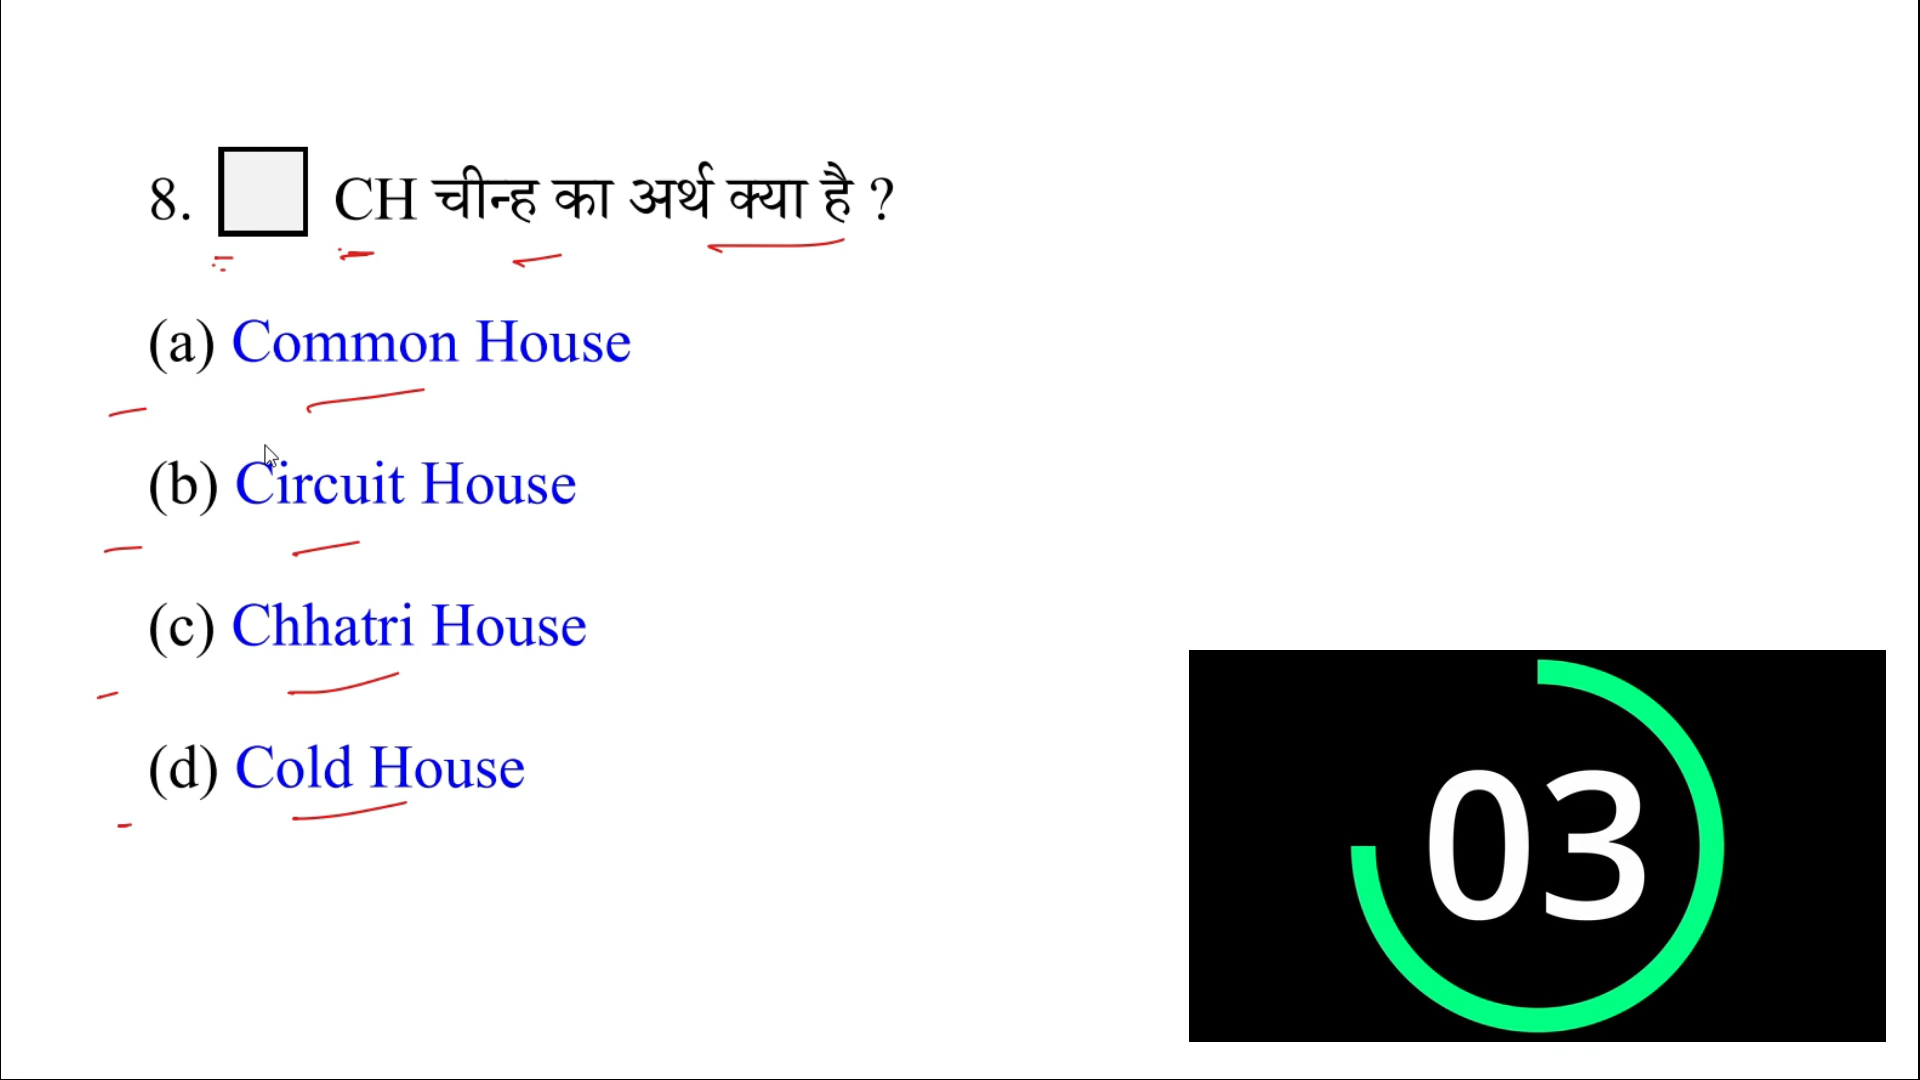 8. CH चीन्ह का अर्थ क्या है ?
(a) Common House
(b) Circuit House
(c) Chhatri House
(d) Cold House
03